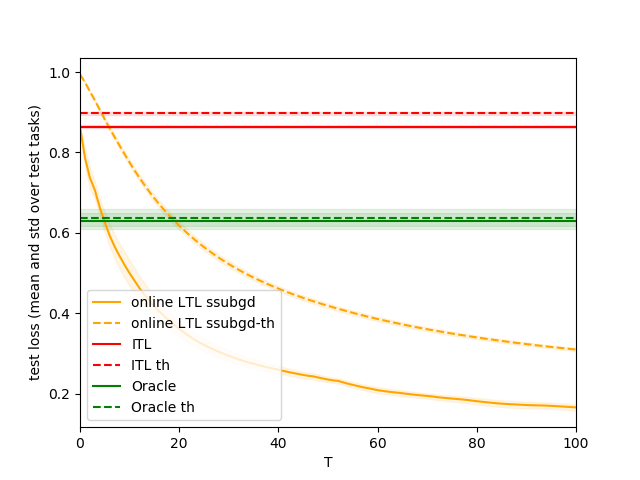 1.0
0.8
0.6
0.4
0.2
test loss (mean and std over test tasks)
online LTL ssubgd
online LTL ssubgd-th
ITL
ITL th
Oracle
Oracle th
0 20 40 60 80 100
T